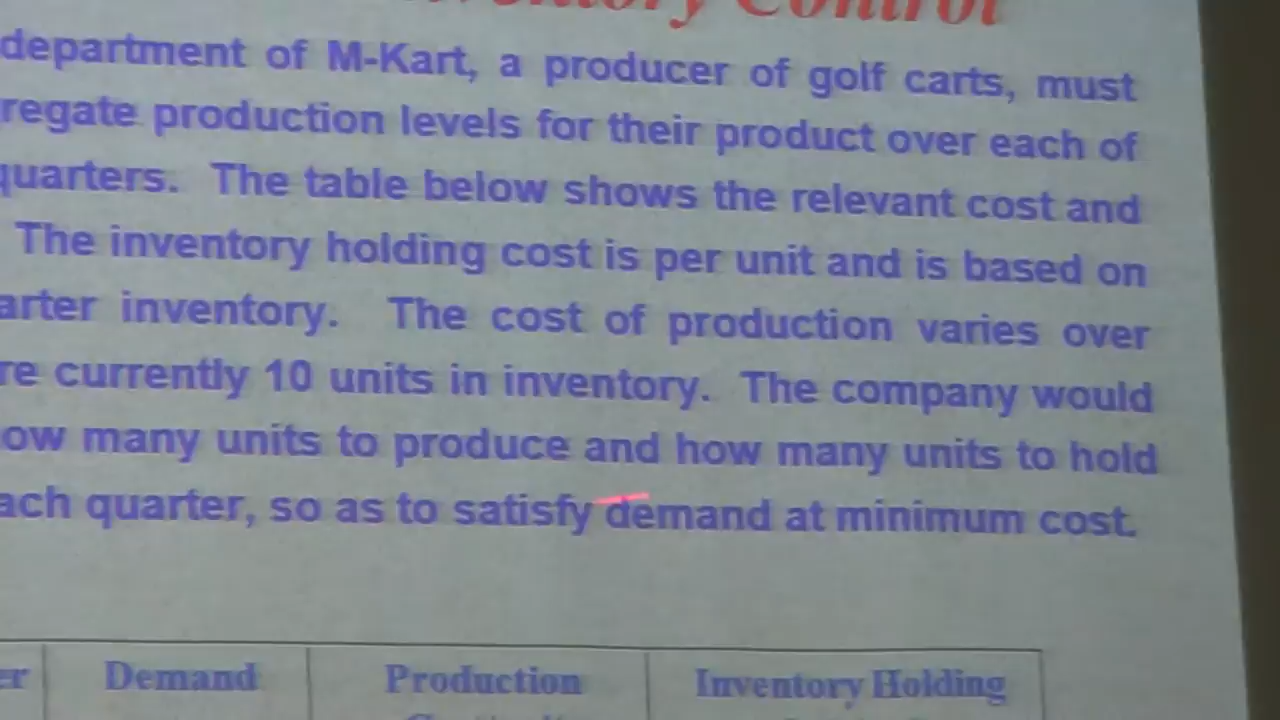 Control
department of M-Kart, a producer of golf carts, must
regate production levels for their product over each of
quarters. The table below shows the relevant cost and
The inventory holding cost is per unit and is based on
arter inventory. The cost of production varies over
re currently 10 units in inventory. The company would
ow many units to produce and how many units to hold
ach quarter, so as to satisfy demand at minimum cost.
er Demand Production Inventory Holding